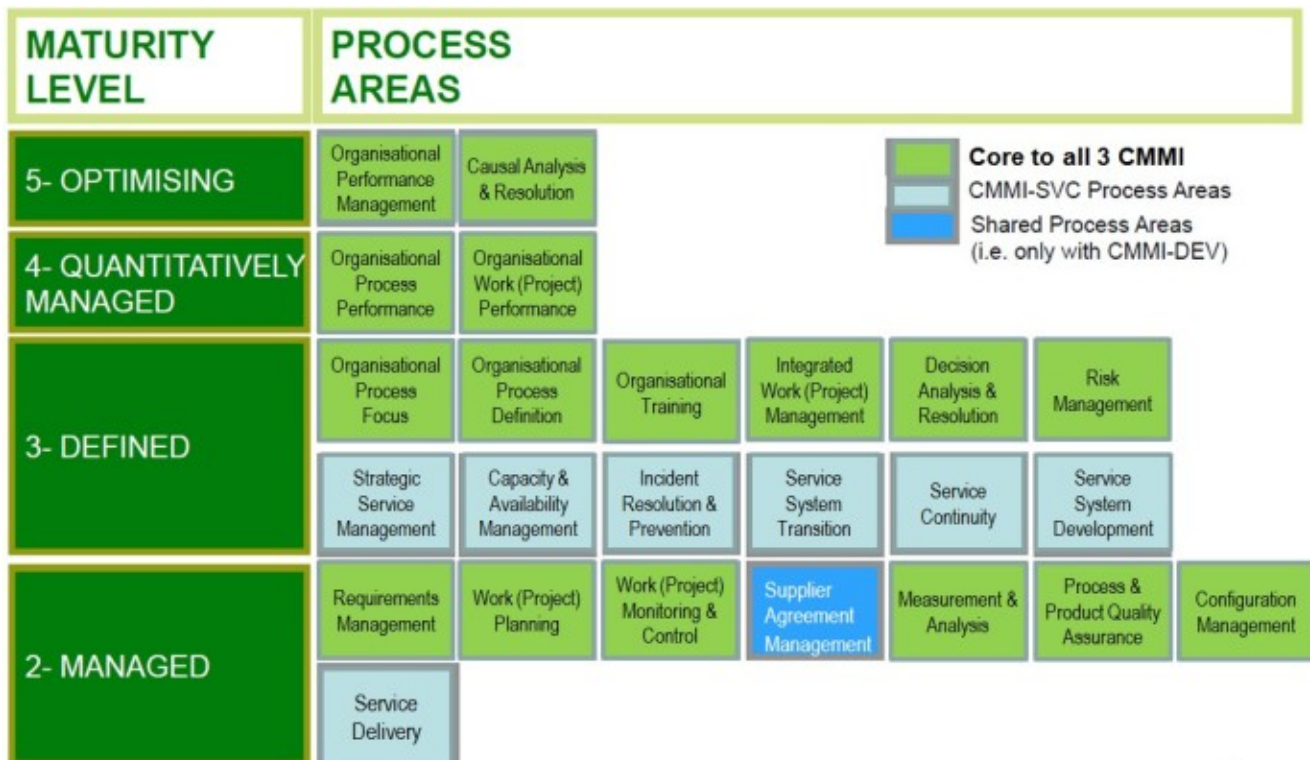 MATURITY
LEVEL
PROCESS
AREAS
5- OPTIMISING
Organisational
Performance
Management
Causal Analysis
& Resolution
Core to all 3 CMMI
CMMI-SVC Process Areas
Shared Process Areas
(i.e. only with CMMI-DEV)
4- QUANTITATIVELY
MANAGED
Organisational
Process
Performance
Organisational
Work (Project)
Performance
3- DEFINED
Organisational
Process
Focus
Organisational
Process
Definition
Organisational
Training
Integrated
Work (Project)
Management
Decision
Analysis &
Resolution
Risk
Management
Strategic
Service
Management
Capacity &
Availability
Management
Incident
Resolution &
Prevention
Service
System
Transition
Service
Continuity
Service
System
Development
2- MANAGED
Requirements
Management
Work (Project)
Planning
Work (Project)
Monitoring &
Control
Supplier
Agreement
Management
Measurement &
Analysis
Process &
Product Quality
Assurance
Configuration
Management
Service
Delivery